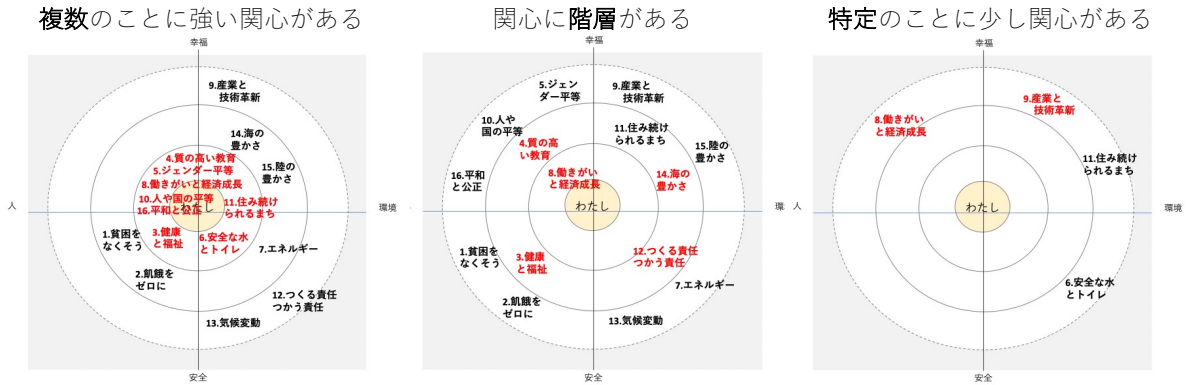 複数のことに強い関心がある
幸福
9.産業と
技術革新
14.海の
豊かさ
4.質の高い教育
15.陸の
豊かさ
5.ジェンダー平等
8.働きがいと経済成長
10.人や国の平等
16.平和と公正
11.住み続け
られるまち
わたし
人
環境
3.健康
と福祉
6.安全な水
とトイレ
1.貧困を
なくそう
7.エネルギー
2.飢餓を
ゼロに
12.つくる責任
つかう責任
13.気候変動
安全
関心に階層がある
幸福
5.ジェン
ダー平等
9.産業と
技術革新
10.人や
国の平等
11.住み続け
られるまち
4.質の高
い教育
15.陸の
豊かさ
8.働きがい
と経済成長
14.海の
豊かさ
16.平和
と公正
わたし
人
環
1.貧困を
なくそう
3.健康
と福祉
12.つくる責任
つかう責任
7.エネルギー
2.飢餓を
ゼロに
13.気候変動
安全
特定のことに少し関心がある
幸福
9.産業と
技術革新
8.働きがい
と経済成長
11.住み続け
られるまち
わたし
人
環境
6.安全な水
とトイレ
安全